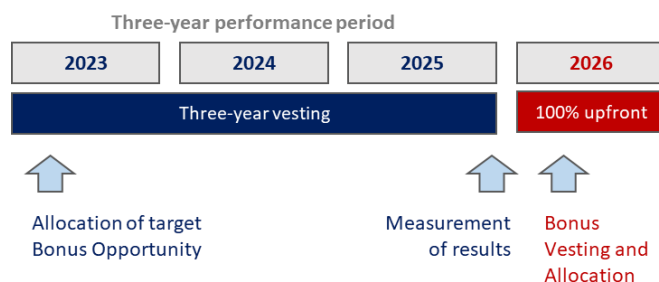 Three-year performance period
2023 2024 2025 2026
Three-year vesting 100% upfront
Allocation of target
Bonus Opportunity
Measurement
of results
Bonus
Vesting and
Allocation